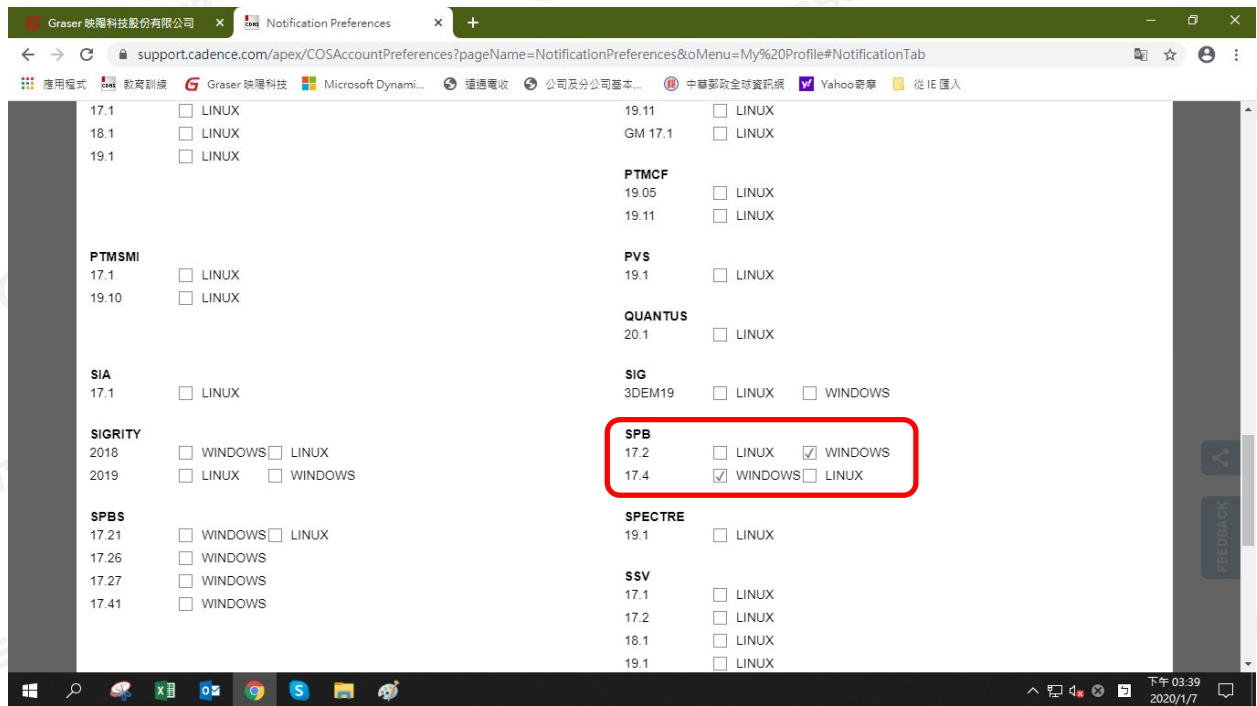 Graser 映陽科技股份有限公司
Notification Preferences
support.cadence.com/apex/COSAccountPreferences?pageName=NotificationPreferences&toMenu=My%20Profile#NotificationTab
應用程式 教育訓練 Graser 映陽科技 Microsoft Dynami... 遠通電收 公司及分公司基本... 中華郵政全球資訊網 Yahoo奇摩 從 IE 匯入
17.1 LINUX
18.1 LINUX
19.1 LINUX
19.11 LINUX
GM 17.1 LINUX
PTMCF
19.05 LINUX
19.11 LINUX
PTMSMI
17.1 LINUX
19.10 LINUX
PVS
19.1 LINUX
QUANTUS
20.1 LINUX
SIA
17.1 LINUX
SIG
3DEM19 LINUX WINDOWS
SIGRITY
2018 WINDOWS LINUX
2019 LINUX WINDOWS
SPB
17.2 LINUX WINDOWS
17.4 WINDOWS LINUX
SPBS
17.21 WINDOWS LINUX
17.26 WINDOWS
17.27 WINDOWS
17.41 WINDOWS
SPECTRE
19.1 LINUX
SSV
17.1 LINUX
17.2 LINUX
18.1 LINUX
19.1 LINUX
FEEDBACK
下午 03:39
2020/1/7